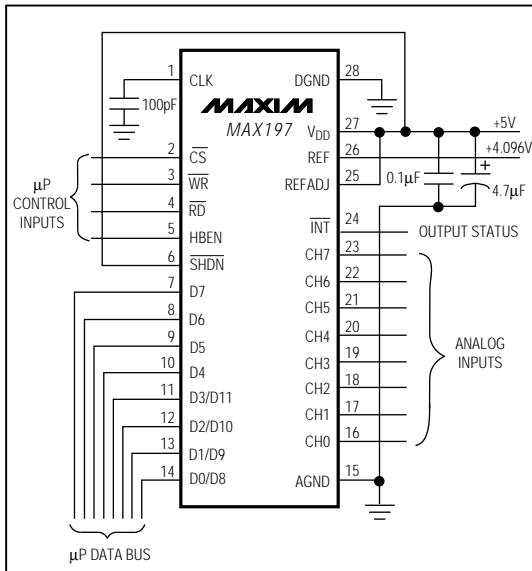 1
CLK
100pF
MAXIM
MAX197
DGND
28
VDD
27
+5V
2
CS
REF
26
+4.096V
3
WR
REFADJ
25
0.1µF
+
4.7µF
4
RD
µP
CONTROL
INPUTS
5
HBEN
INT
24
OUTPUT STATUS
6
SHDN
CH7
23
7
D7
CH6
22
8
D6
CH5
21
9
D5
CH4
20
10
D4
CH3
19
ANALOG
INPUTS
11
D3/D11
CH2
18
12
D2/D10
CH1
17
13
D1/D9
CH0
16
14
D0/D8
AGND
15
µP DATA BUS